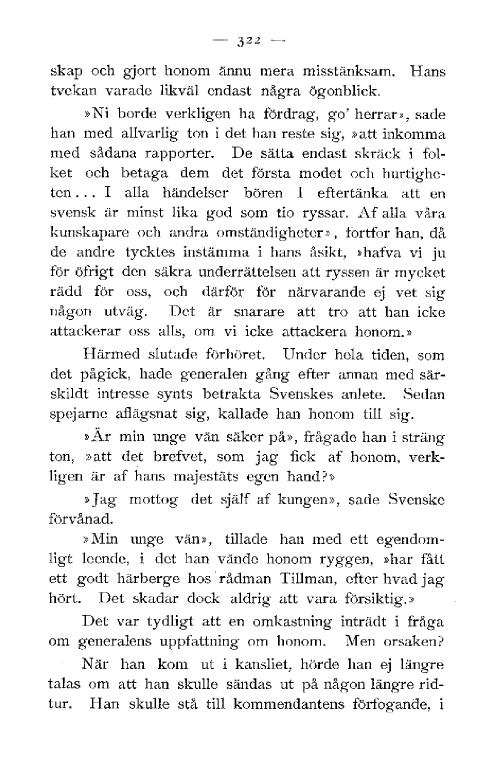 — 322 —
skap och gjort honom ännu mera misstänksam. Hans
tvekan varade likväl endast några ögonblick.
»Ni borde verkligen ha fördrag, go' herrar», sade
han med allvarlig ton i det han reste sig, »att inkomma
med sådana rapporter. De sätta endast skräck i fol-
ket och betaga dem det första modet och hurtighe-
ten... I alla händelser bören I eftertänka att en
svensk är minst lika god som tio ryssar. Af alla våra
kunskapare och andra omständigheter», fortfor han, då
de andre tycktes instämma i hans åsikt, »hafva vi ju
för öfrigt den säkra underrättelsen att ryssen är mycket
rädd för oss, och därför för närvarande ej vet sig
någon utväg. Det är snarare att tro att han icke
attackerar oss alls, om vi icke attackera honom.»
Härmed slutade förhöret. Under hela tiden, som
det pågick, hade generalen gång efter annan med sär-
skildt intresse synts betrakta Svenskes anlete. Sedan
spejarne aflägsnat sig, kallade han honom till sig.
»Är min unge vän säker på», frågade han i sträng
ton, »att det brefvet, som jag fick af honom, verk-
ligen är af hans majestäts egen hand?»
»Jag mottog det själf af kungen», sade Svenske
förvånad.
»Min unge vän», tillade han med ett egendom-
ligt leende, i det han vände honom ryggen, »har fått
ett godt härberge hos rådman Tillman, efter hvad jag
hört. Det skadar dock aldrig att vara försiktig.»
Det var tydligt att en omkastning inträdt i fråga
om generalens uppfattning om honom. Men orsaken?
När han kom ut i kansliet, hörde han ej längre
talas om att han skulle sändas ut på någon längre rid-
tur. Han skulle stå till kommendantens förfogande, i